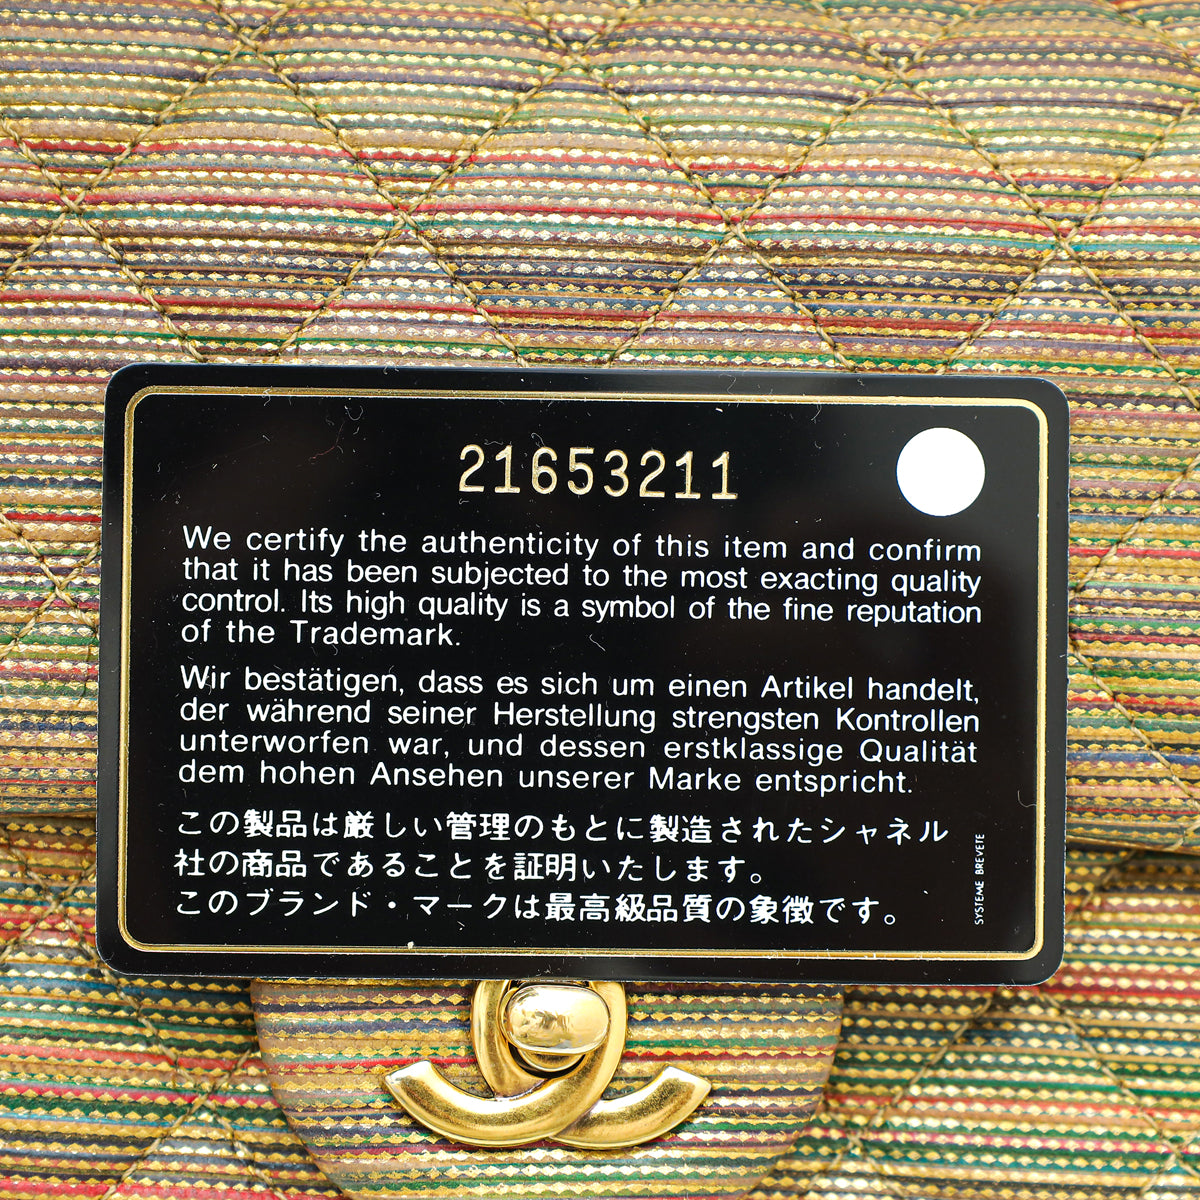 21653211
We certify the authenticity of this item and confirm
that it has been subjected to the most exacting quality
control. Its high quality is a symbol of the fine reputation
of the Trademark.
Wir bestätigen, dass es sich um einen Artikel handelt,
der während seiner Herstellung strengsten Kontrollen
unterworfen war, und dessen erstklassige Qualität
dem hohen Ansehen unserer Marke entspricht.
この製品は厳しい管理のもとに製造されたシャネル
社の商品であることを証明いたします。
このブランド・マークは最高級品質の象徴です。
SYSTEME BREVETE